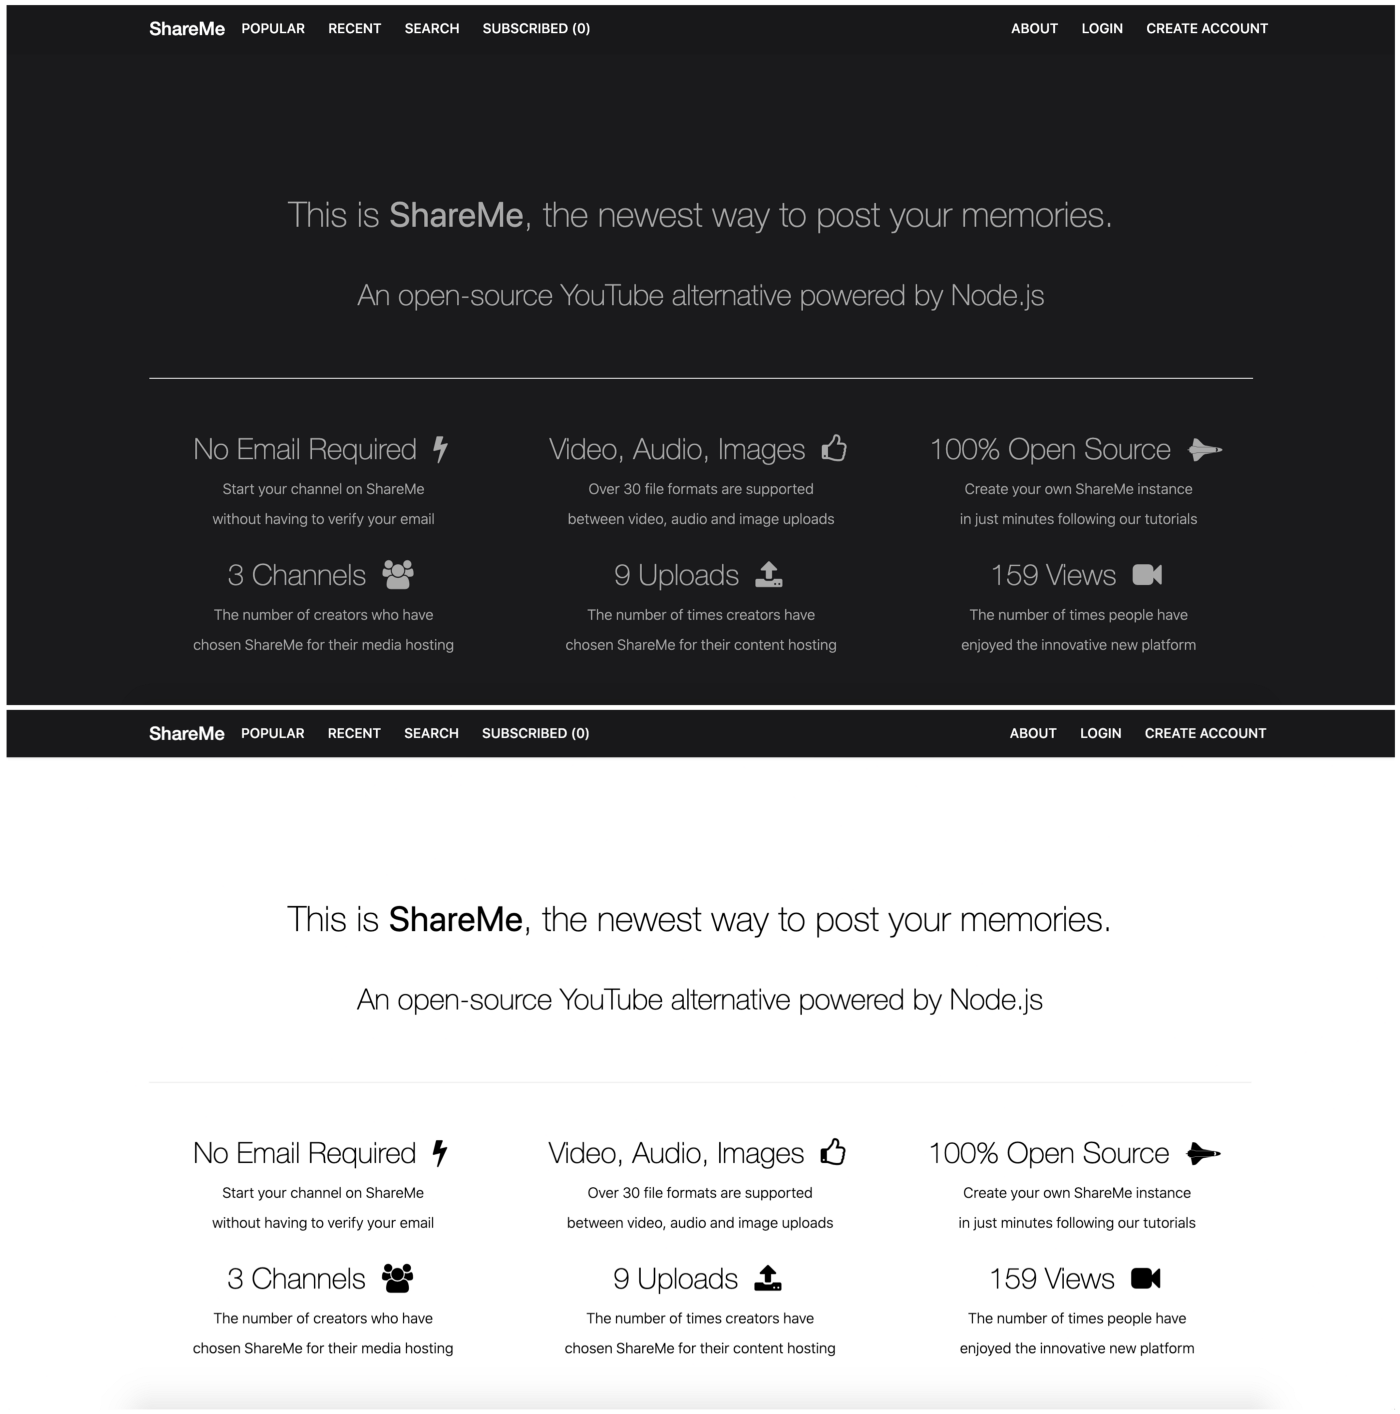 ShareMe POPULAR RECENT SEARCH SUBSCRIBED (0) ABOUT LOGIN CREATE ACCOUNT
This is ShareMe, the newest way to post your memories.
An open-source YouTube alternative powered by Node.js
No Email Required
Start your channel on ShareMe
without having to verify your email
Video, Audio, Images
Over 30 file formats are supported
between video, audio and image uploads
100% Open Source
Create your own ShareMe instance
in just minutes following our tutorials
3 Channels
The number of creators who have
chosen ShareMe for their media hosting
9 Uploads
The number of times creators have
chosen ShareMe for their content hosting
159 Views
The number of times people have
enjoyed the innovative new platform
ShareMe POPULAR RECENT SEARCH SUBSCRIBED (0) ABOUT LOGIN CREATE ACCOUNT
This is ShareMe, the newest way to post your memories.
An open-source YouTube alternative powered by Node.js
No Email Required
Start your channel on ShareMe
without having to verify your email
Video, Audio, Images
Over 30 file formats are supported
between video, audio and image uploads
100% Open Source
Create your own ShareMe instance
in just minutes following our tutorials
3 Channels
The number of creators who have
chosen ShareMe for their media hosting
9 Uploads
The number of times creators have
chosen ShareMe for their content hosting
159 Views
The number of times people have
enjoyed the innovative new platform